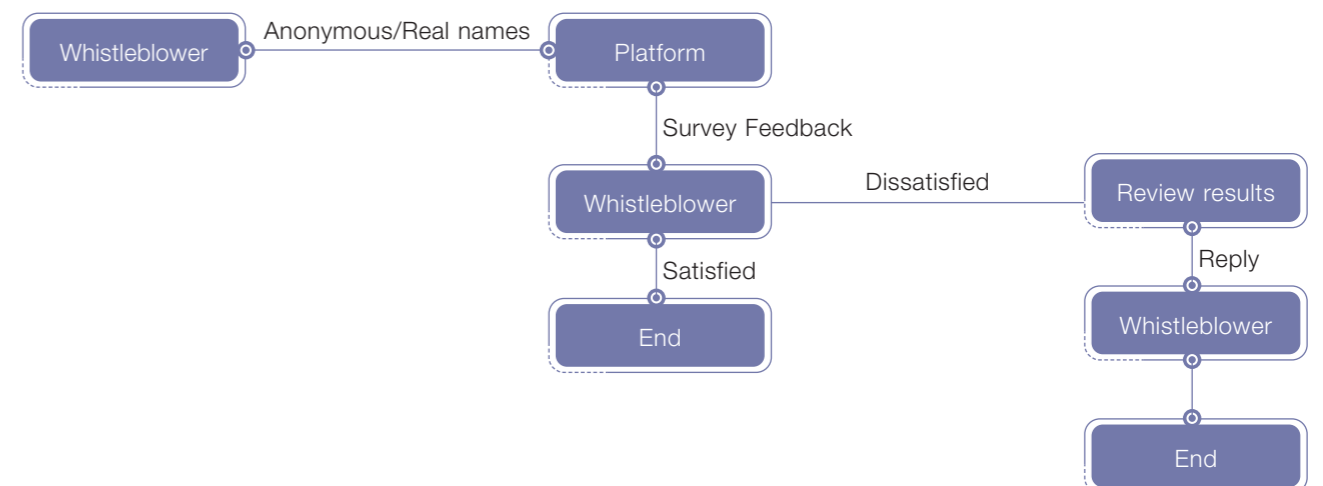 Whistleblower
Anonymous/Real names
Platform
Survey Feedback
Whistleblower
Dissatisfied
Review results
Satisfied
Reply
End
Whistleblower
End